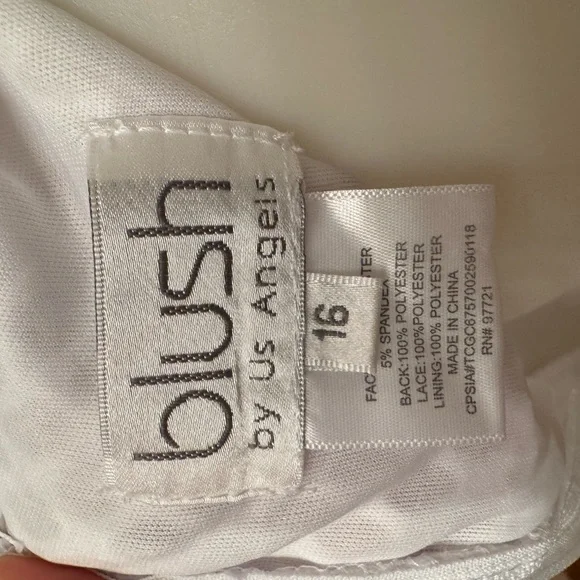 blush
by Us Angels
16
5% SPANDEX
BACK:100% POLYESTER
LACE:100%POLYESTER
LINING:100% POLYESTER
MADE IN CHINA
CPSIA#TCGC6757002590118
RN# 97721